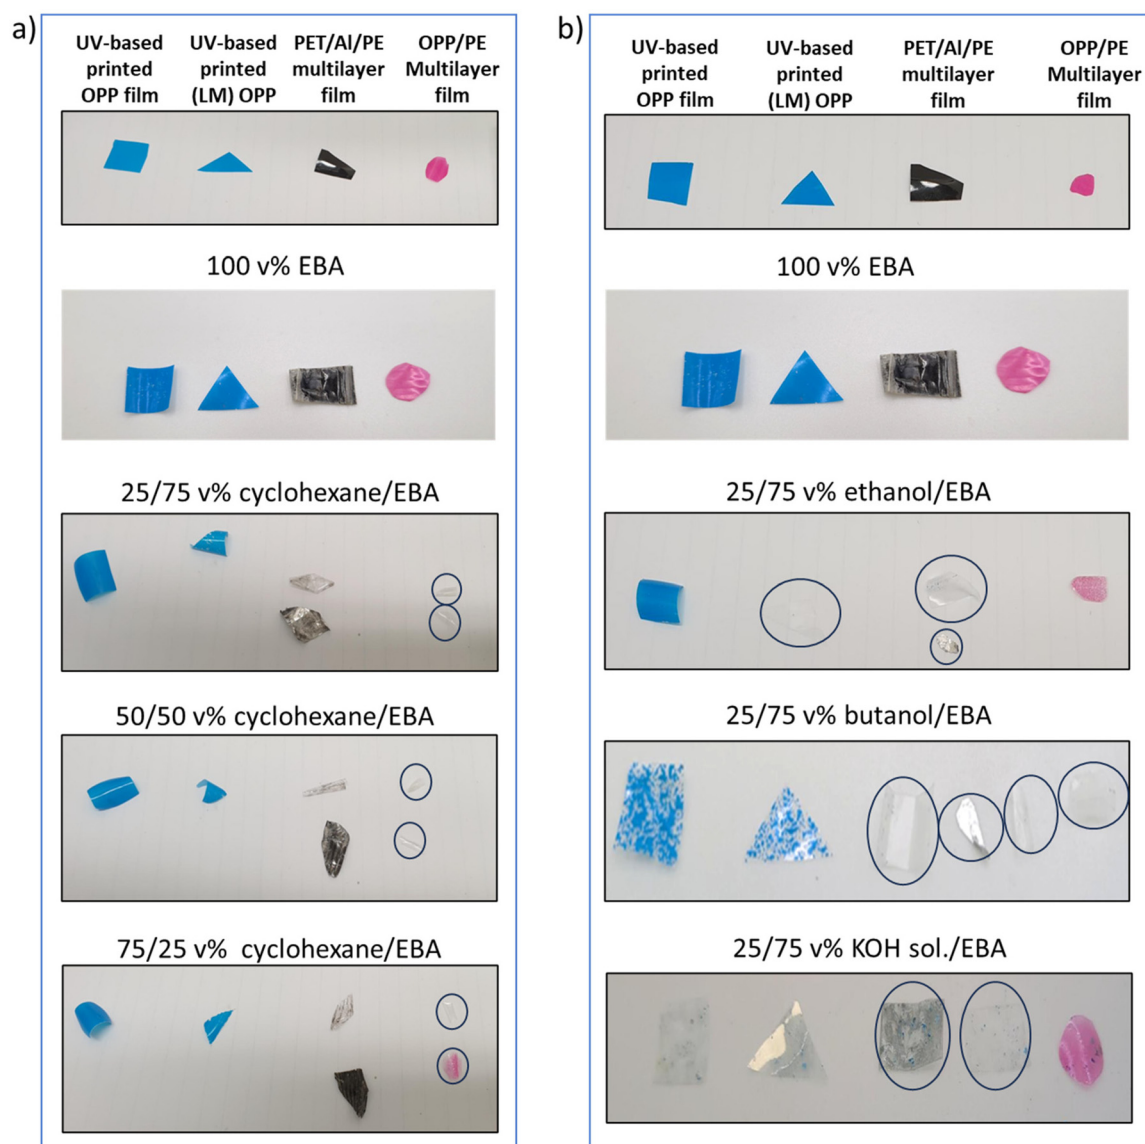 a)
UV-based
printed
OPP film
UV-based
printed
(LM) OPP
PET/Al/PE
multilayer
film
OPP/PE
Multilayer
film
100 v% EBA
25/75 v% cyclohexane/EBA
50/50 v% cyclohexane/EBA
75/25 v% cyclohexane/EBA
b)
UV-based
printed
OPP film
UV-based
printed
(LM) OPP
PET/Al/PE
multilayer
film
OPP/PE
Multilayer
film
100 v% EBA
25/75 v% ethanol/EBA
25/75 v% butanol/EBA
25/75 v% KOH sol./EBA